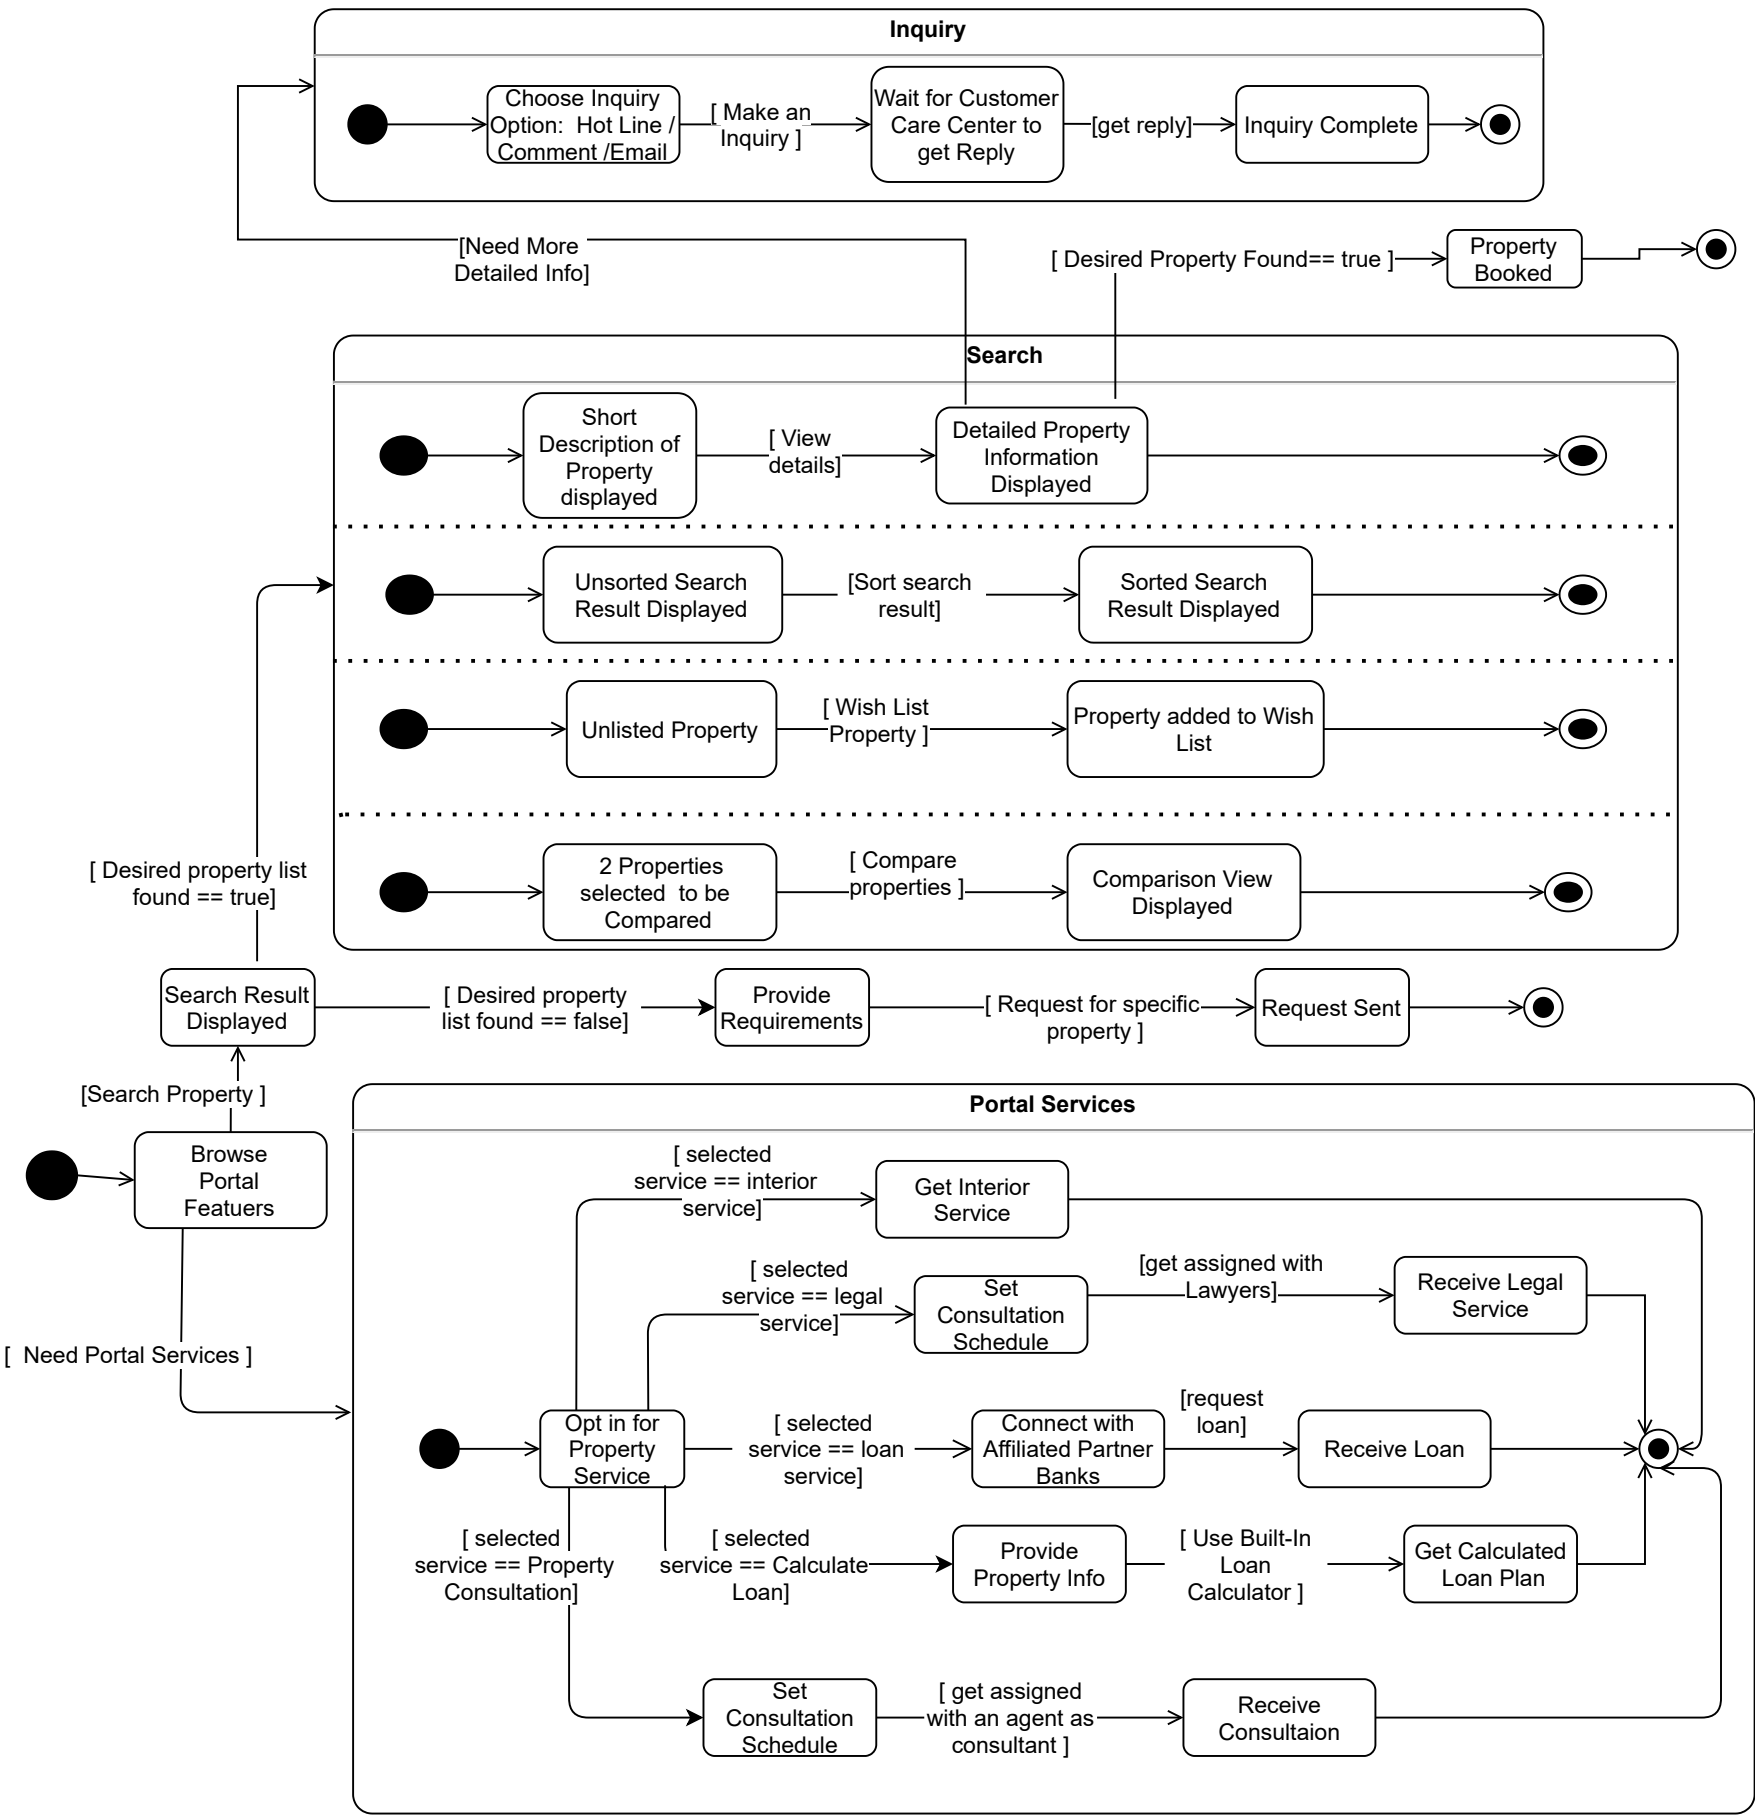 Inquiry
Choose Inquiry
Option:  Hot Line /
Comment /Email
[ Make an
Inquiry ]
Wait for Customer
Care Center to
get Reply
[get reply]
Inquiry Complete
[Need More
Detailed Info]
[ Desired Property Found== true ]
Property
Booked
Search
Short
Description of
Property
displayed
[ View
details]
Detailed Property
Information
Displayed
Unsorted Search
Result Displayed
[Sort search
result]
Sorted Search
Result Displayed
Unlisted Property
[ Wish List
Property ]
Property added to Wish
List
[ Desired property list
found == true]
2 Properties
selected  to be
Compared
[ Compare
properties ]
Comparison View
Displayed
Search Result
Displayed
[ Desired property
list found == false]
Provide
Requirements
[ Request for specific
property ]
Request Sent
[Search Property ]
Browse
Portal
Featuers
[  Need Portal Services ]
Portal Services
[ selected
service == interior
service]
Get Interior
Service
[ selected
service == legal
service]
Set
Consultation
Schedule
[get assigned with
Lawyers]
Receive Legal
Service
Opt in for
Property
Service
[ selected
service == loan
service]
Connect with
Affiliated Partner
Banks
[request
loan]
Receive Loan
[ selected
service == Property
Consultation]
[ selected
service == Calculate
Loan]
Provide
Property Info
[ Use Built-In
Loan
Calculator ]
Get Calculated
Loan Plan
Set
Consultation
Schedule
[ get assigned
with an agent as
consultant ]
Receive
Consultaion